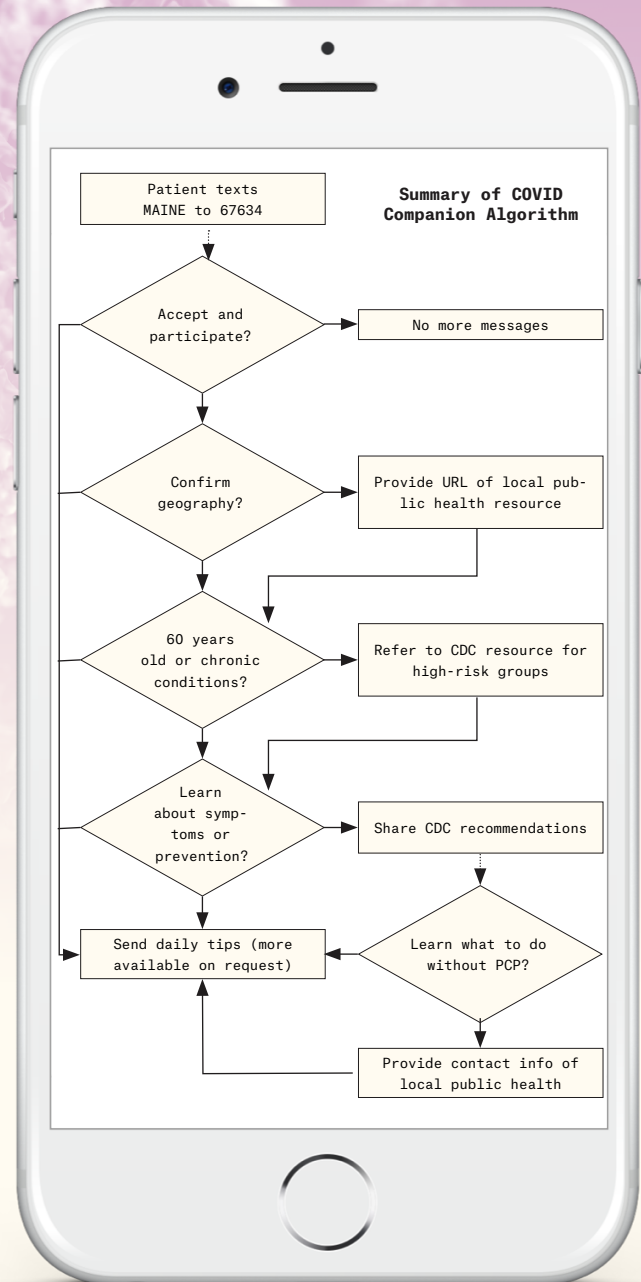 Patient texts
MAINE to 67634
Summary of COVID
Companion Algorithm
Accept and
participate?
No more messages
Confirm
geography?
Provide URL of local pub-
lic health resource
60 years
old or chronic
conditions?
Refer to CDC resource for
high-risk groups
Learn
about symp-
toms or
prevention?
Share CDC recommendations
Send daily tips (more
available on request)
Learn what to do
without PCP?
Provide contact info of
local public health